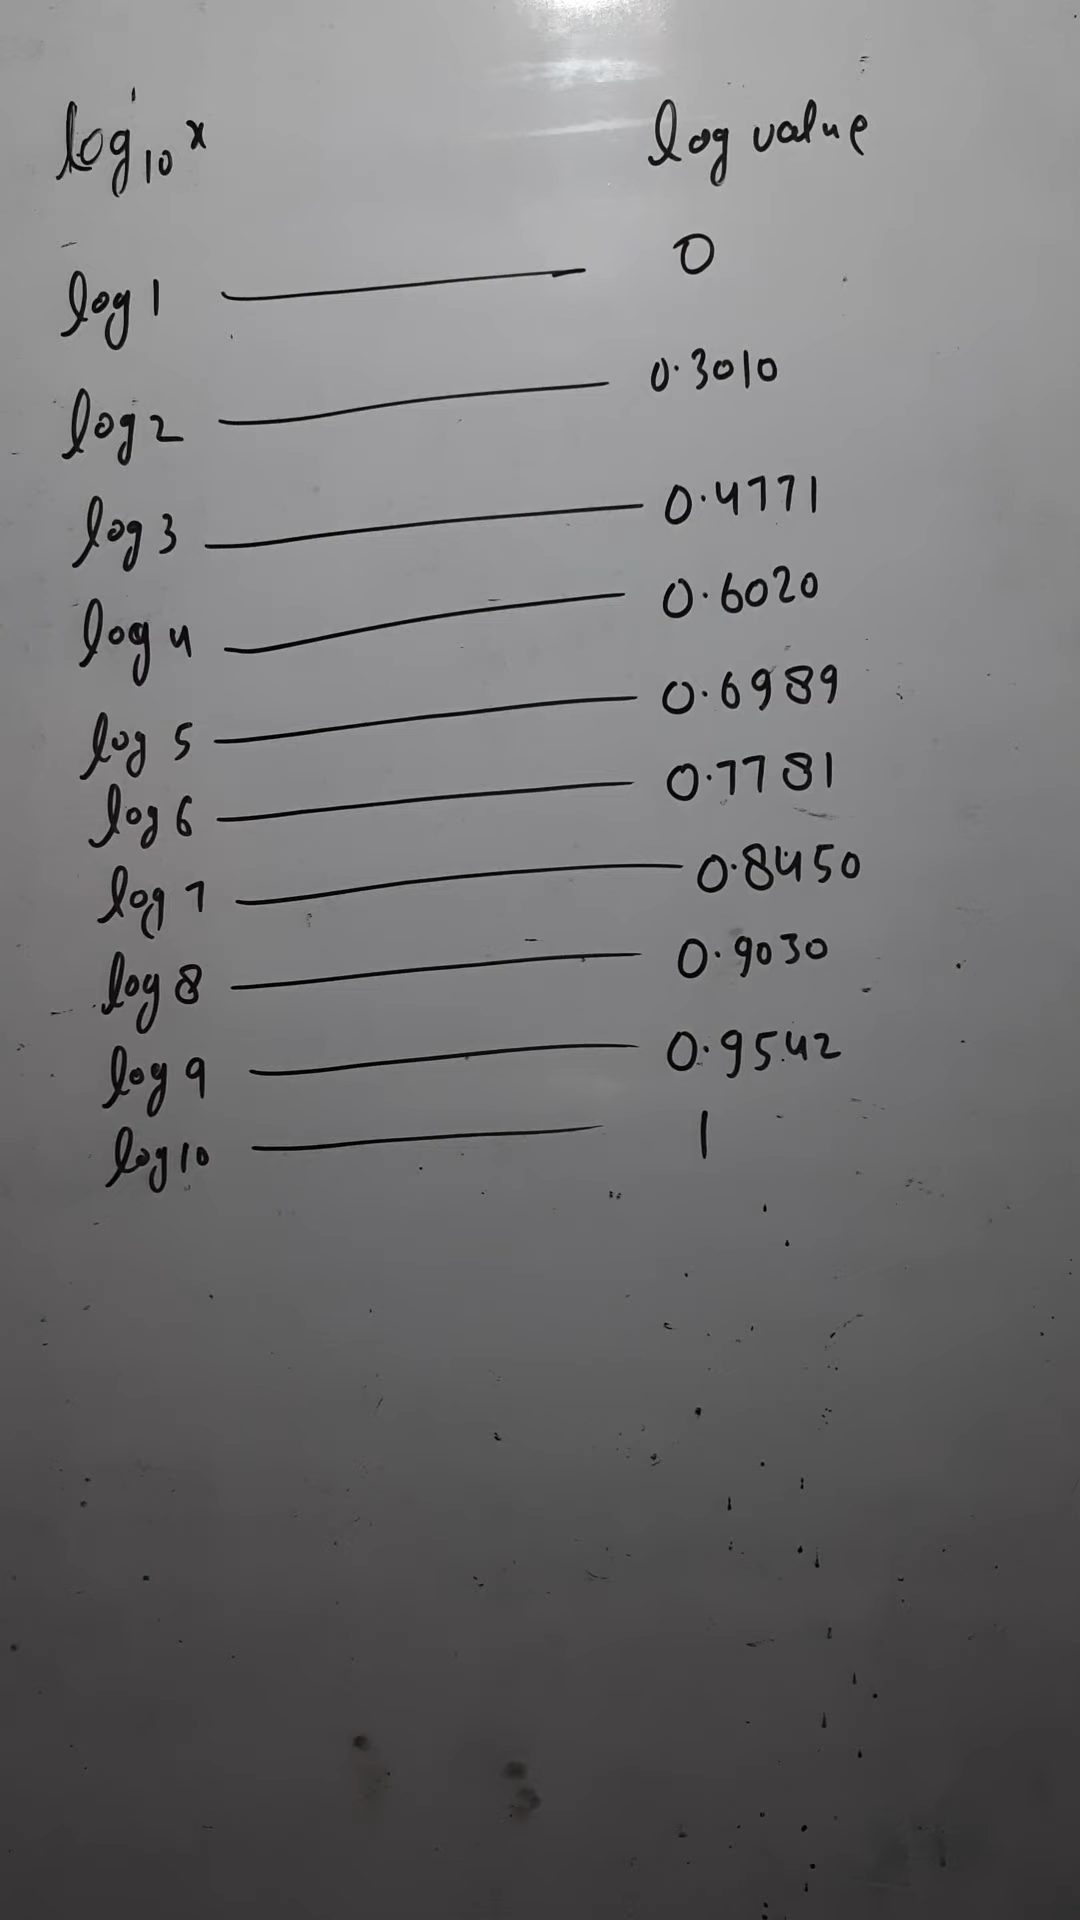 log₁₀ x log value
log 1 — 0
log 2 — 0.3010
log 3 — 0.4771
log 4 — 0.6020
log 5 — 0.6989
log 6 — 0.7781
log 7 — 0.8450
log 8 — 0.9030
log 9 — 0.9542
log 10 — 1